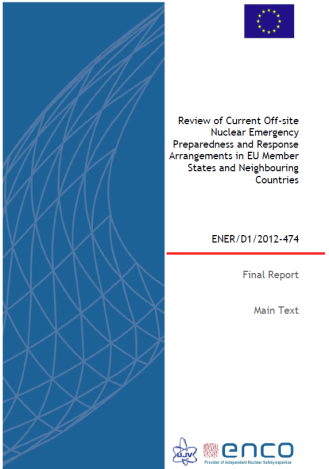 Review of Current Off-site
Nuclear Emergency
Preparedness and Response
Arrangements in EU Member
States and Neighbouring
Countries
ENER/D1/2012-474
Final Report
Main Text
UJV
enco
Provider of Independent Nuclear Safety expertise